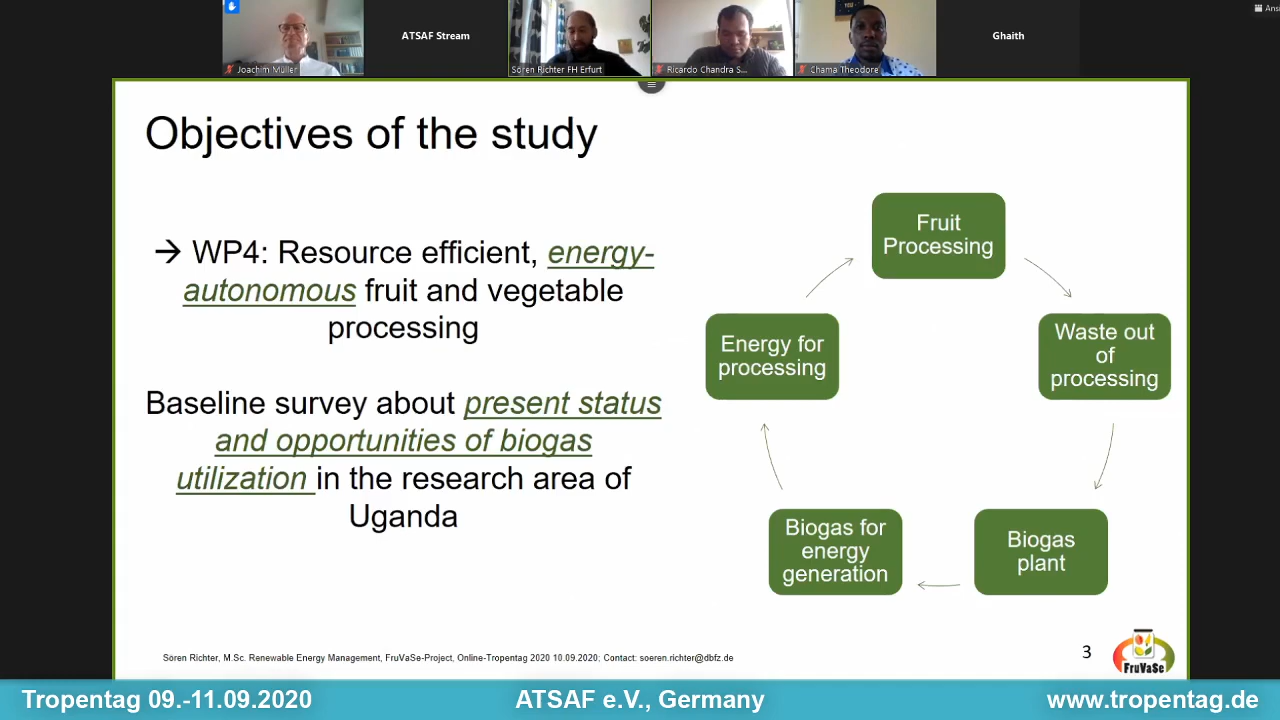 Ans
ATSAF Stream
Ghaith
Joachim Müller
Sören Richter FH Erfurt
Ricardo Chandra S...
Chama Theodore
Objectives of the study
→ WP4: Resource efficient, energy-
autonomous fruit and vegetable
processing
Baseline survey about present status
and opportunities of biogas
utilization in the research area of
Uganda
Fruit
Processing
Waste out
of
processing
Biogas
plant
Biogas for
energy
generation
Energy for
processing
Sören Richter, M.Sc. Renewable Energy Management, FruVaSe-Project, Online-Tropentag 2020 10.09.2020; Contact: soeren.richter@dbfz.de
3
FruVaSe
Tropentag 09.-11.09.2020
ATSAF e.V., Germany
www.tropentag.de